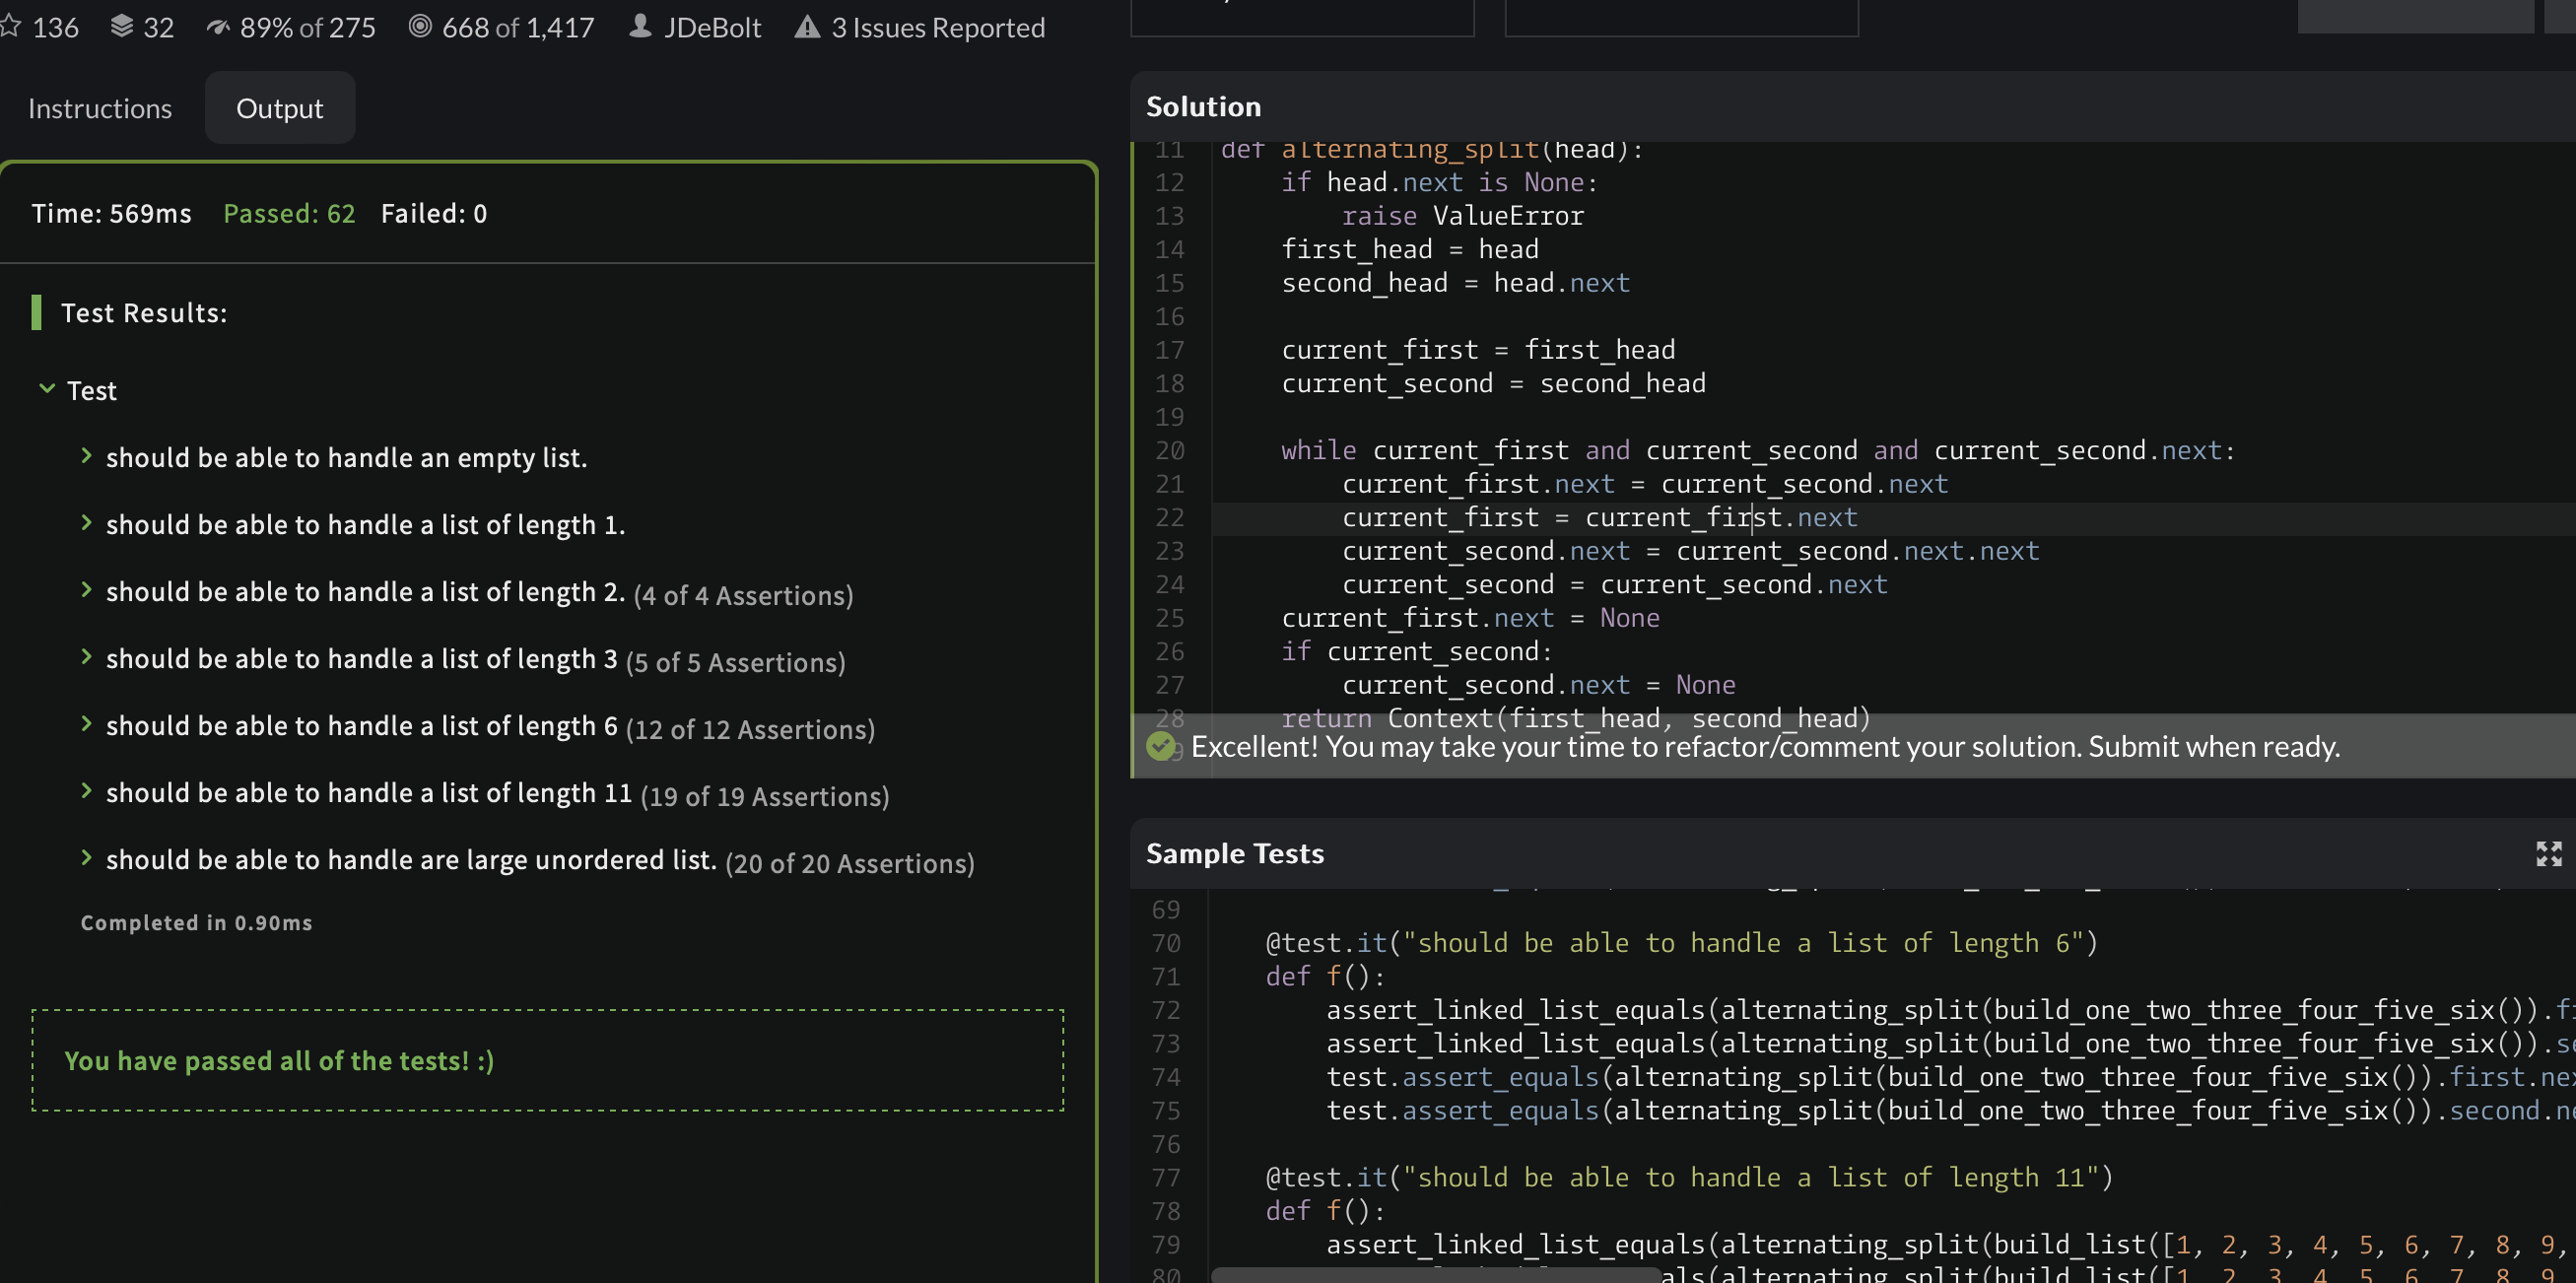 136 32 89% of 275 668 of 1,417 JDeBolt 3 Issues Reported
Instructions Output
Time: 569ms Passed: 62 Failed: 0
Test Results:
Test
should be able to handle an empty list.
should be able to handle a list of length 1.
should be able to handle a list of length 2. (4 of 4 Assertions)
should be able to handle a list of length 3 (5 of 5 Assertions)
should be able to handle a list of length 6 (12 of 12 Assertions)
should be able to handle a list of length 11 (19 of 19 Assertions)
should be able to handle are large unordered list. (20 of 20 Assertions)
Completed in 0.90ms
You have passed all of the tests! :)
Solution
11 def alternating_split(head):
12     if head.next is None:
13         raise ValueError
14     first_head = head
15     second_head = head.next
16
17     current_first = first_head
18     current_second = second_head
19
20     while current_first and current_second and current_second.next:
21         current_first.next = current_second.next
22         current_first = current_first.next
23         current_second.next = current_second.next.next
24         current_second = current_second.next
25     current_first.next = None
26     if current_second:
27         current_second.next = None
28     return Context(first_head, second_head)
Excellent! You may take your time to refactor/comment your solution. Submit when ready.
Sample Tests
69
70     @test.it("should be able to handle a list of length 6")
71     def f():
72         assert_linked_list_equals(alternating_split(build_one_two_three_four_five_six()).fi
73         assert_linked_list_equals(alternating_split(build_one_two_three_four_five_six()).se
74         test.assert_equals(alternating_split(build_one_two_three_four_five_six()).first.nex
75         test.assert_equals(alternating_split(build_one_two_three_four_five_six()).second.ne
76
77     @test.it("should be able to handle a list of length 11")
78     def f():
79         assert_linked_list_equals(alternating_split(build_list([1, 2, 3, 4, 5, 6, 7, 8, 9,
80 als(alternating_split(build_list([1, 2, 3, 4, 5, 6, 7, 8, 9,